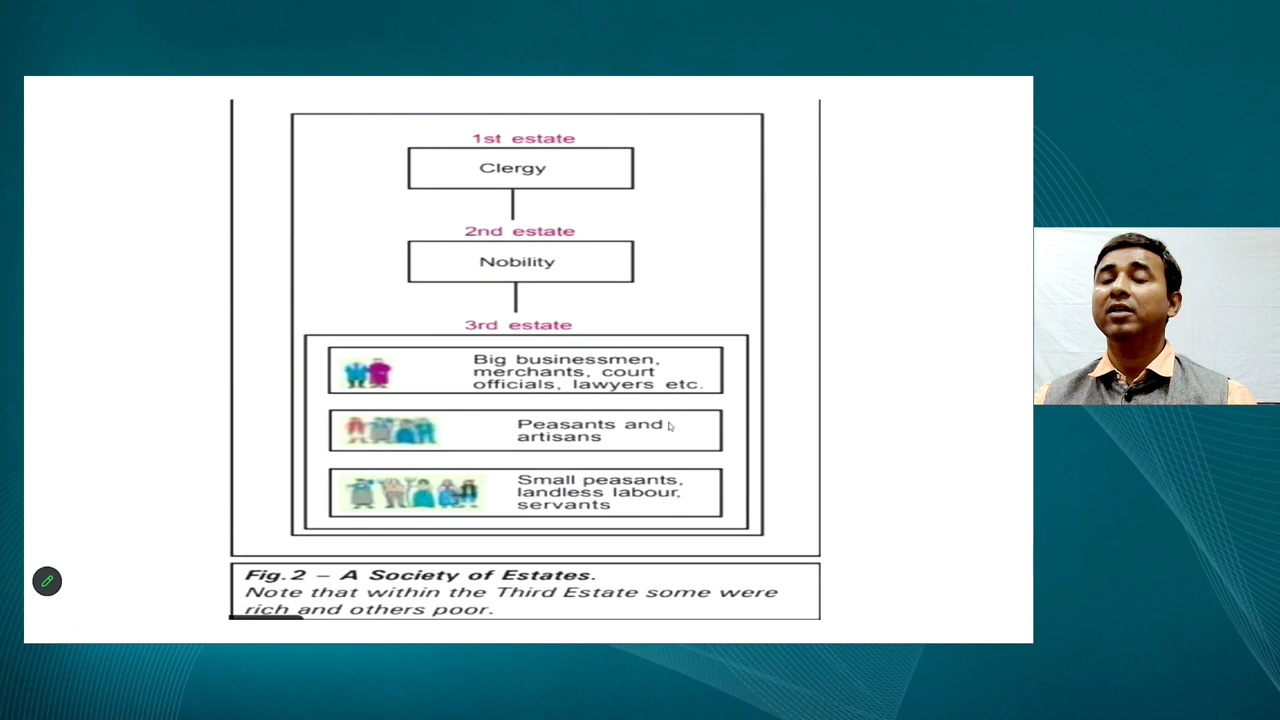 1st estate
Clergy
2nd estate
Nobility
3rd estate
Big businessmen,
merchants, court
officials, lawyers etc.
Peasants and
artisans
Small peasants,
landless labour,
servants
Fig.2 – A Society of Estates.
Note that within the Third Estate some were
rich and others poor.